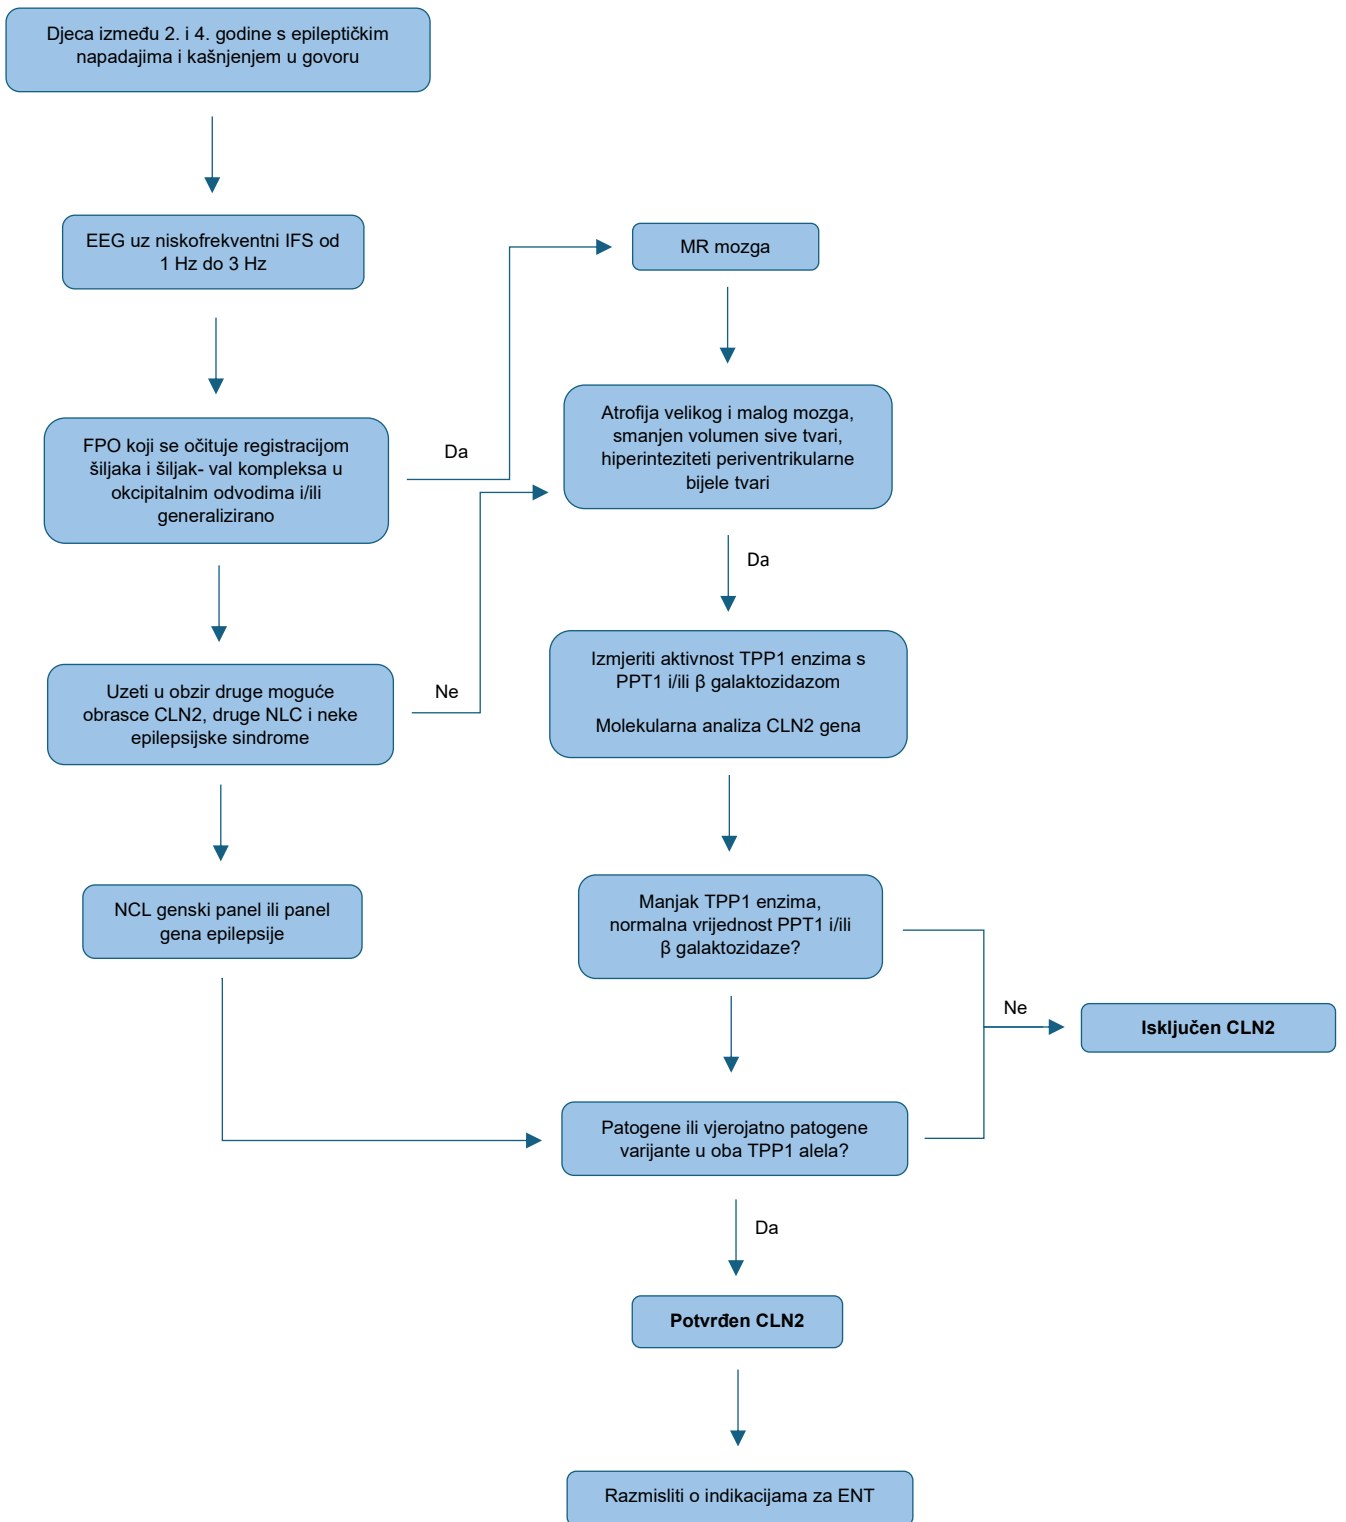 Djeca između 2. i 4. godine s epileptičkim
napadajima i kašnjenjem u govoru
EEG uz niskofrekventni IFS od
1 Hz do 3 Hz
MR mozga
FPO koji se očituje registracijom
šiljaka i šiljak- val kompleksa u
okcipitalnim odvodima i/ili
generalizirano
Da
Atrofija velikog i malog mozga,
smanjen volumen sive tvari,
hiperinteziteti periventrikularne
bijele tvari
Da
Uzeti u obzir druge moguće
obrasce CLN2, druge NLC i neke
epilepsijske sindrome
Ne
Izmjeriti aktivnost TPP1 enzima s
PPT1 i/ili β galaktozidazom
Molekularna analiza CLN2 gena
NCL genski panel ili panel
gena epilepsije
Manjak TPP1 enzima,
normalna vrijednost PPT1 i/ili
β galaktozidaze?
Ne
Isključen CLN2
Patogene ili vjerojatno patogene
varijante u oba TPP1 alela?
Da
Potvrđen CLN2
Razmisliti o indikacijama za ENT